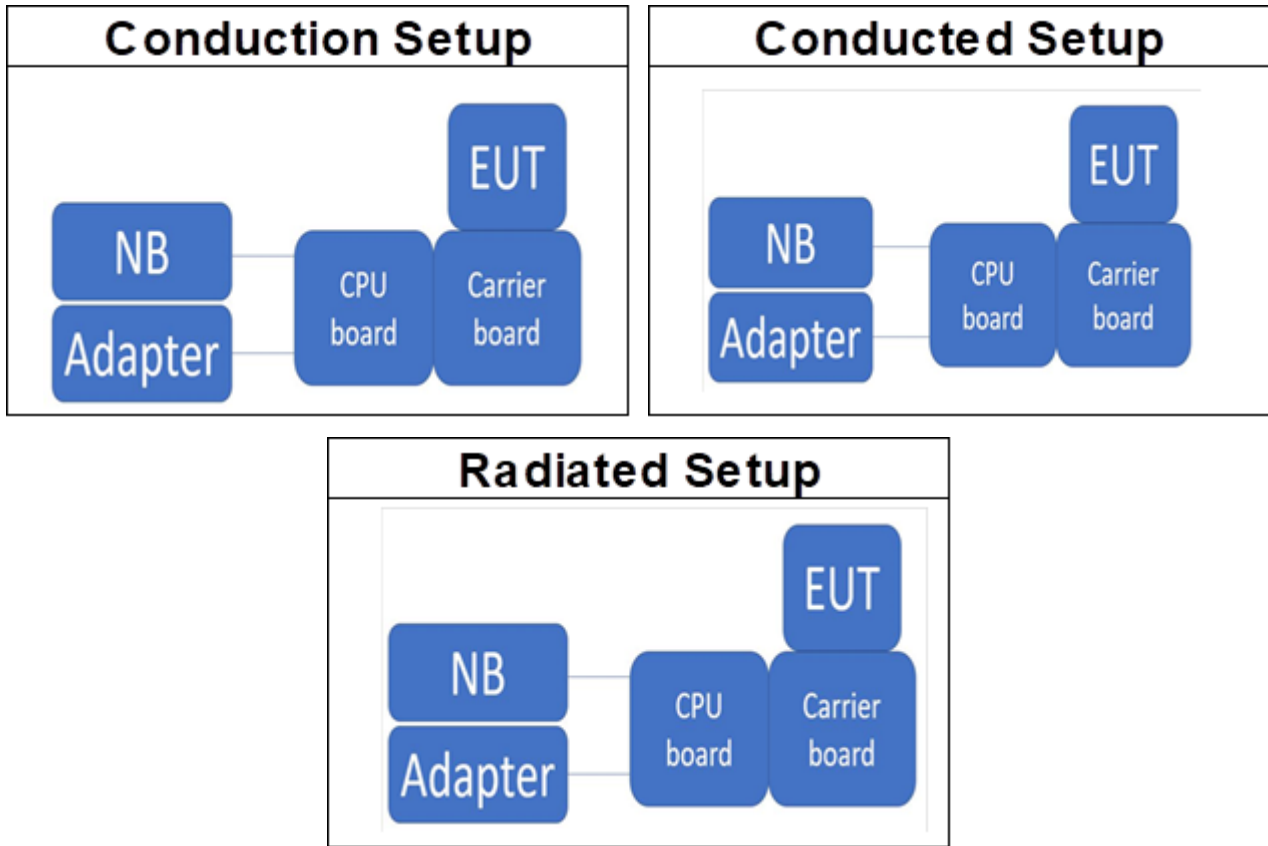 Conduction Setup
EUT
NB
Adapter
CPU
board
Carrier
board
Conducted Setup
EUT
NB
Adapter
CPU
board
Carrier
board
Radiated Setup
EUT
NB
Adapter
CPU
board
Carrier
board